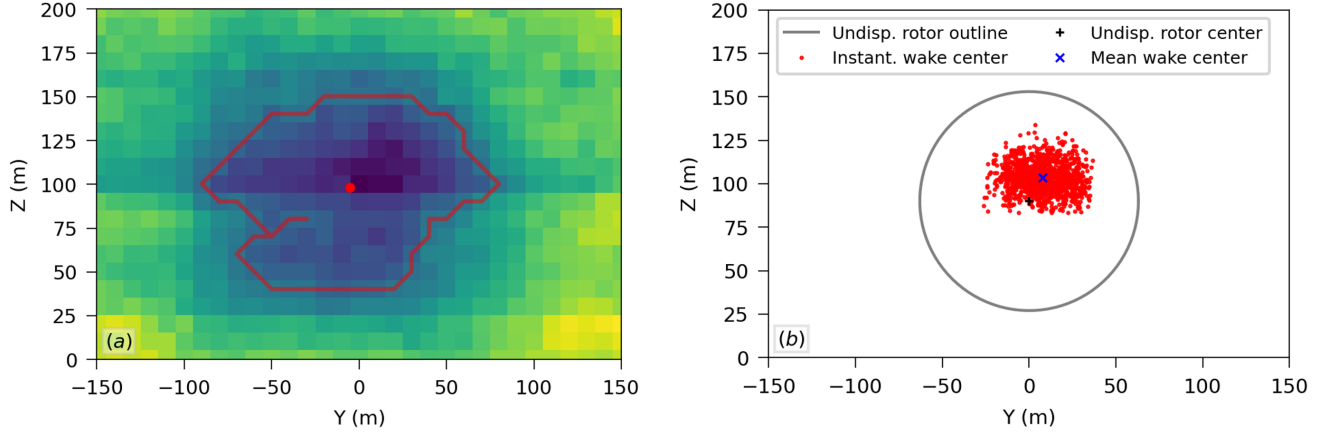 200
175
150
125
100
75
50
25
0
Z (m)
(a)
−150 −100 −50 0 50 100 150
Y (m)
200
175
150
125
100
75
50
25
0
Z (m)
Undisp. rotor outline
Instant. wake center
Undisp. rotor center
Mean wake center
(b)
−150 −100 −50 0 50 100 150
Y (m)